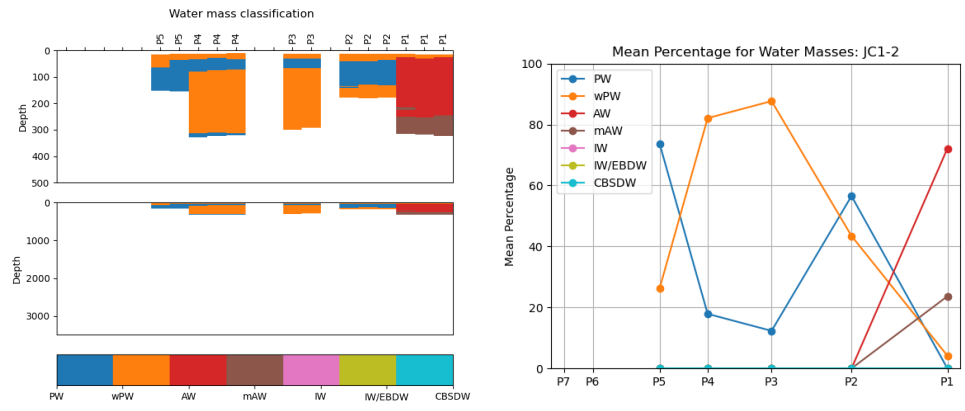 Water mass classification
P5 P5 P4 P4 P4 P3 P3 P2 P2 P2 P1 P1 P1
0
100
200
300
400
500
Depth
0
1000
2000
3000
Depth
PW wPW AW mAW IW IW/EBDW CBSDW
Mean Percentage for Water Masses: JC1-2
100
80
60
40
20
0
Mean Percentage
PW
wPW
AW
mAW
IW
IW/EBDW
CBSDW
P7 P6 P5 P4 P3 P2 P1